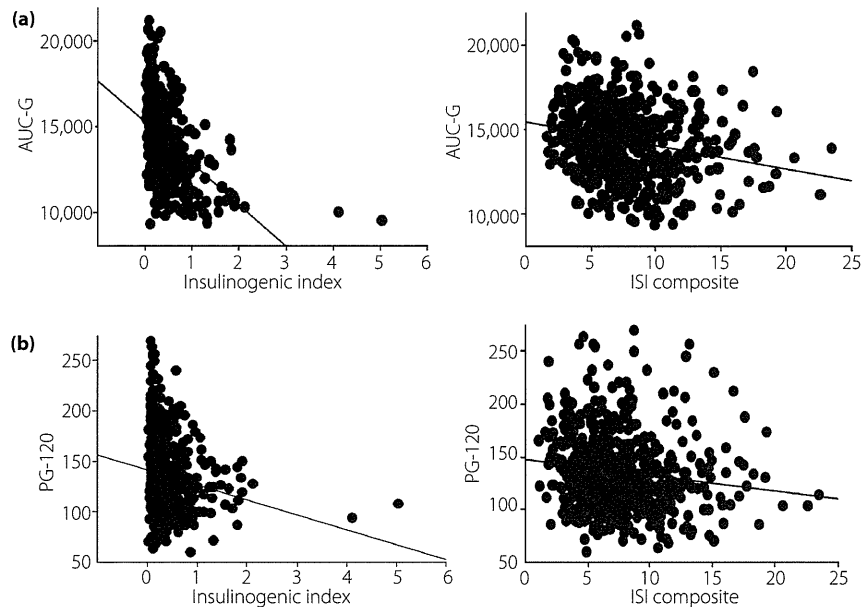 (a)
AUC-G
20,000
15,000
10,000
0 1 2 3 4 5 6
Insulinogenic index
AUC-G
20,000
15,000
10,000
0 5 10 15 20 25
ISI composite
(b)
PG-120
250
200
150
100
50
0 1 2 3 4 5 6
Insulinogenic index
PG-120
250
200
150
100
50
0 5 10 15 20 25
ISI composite